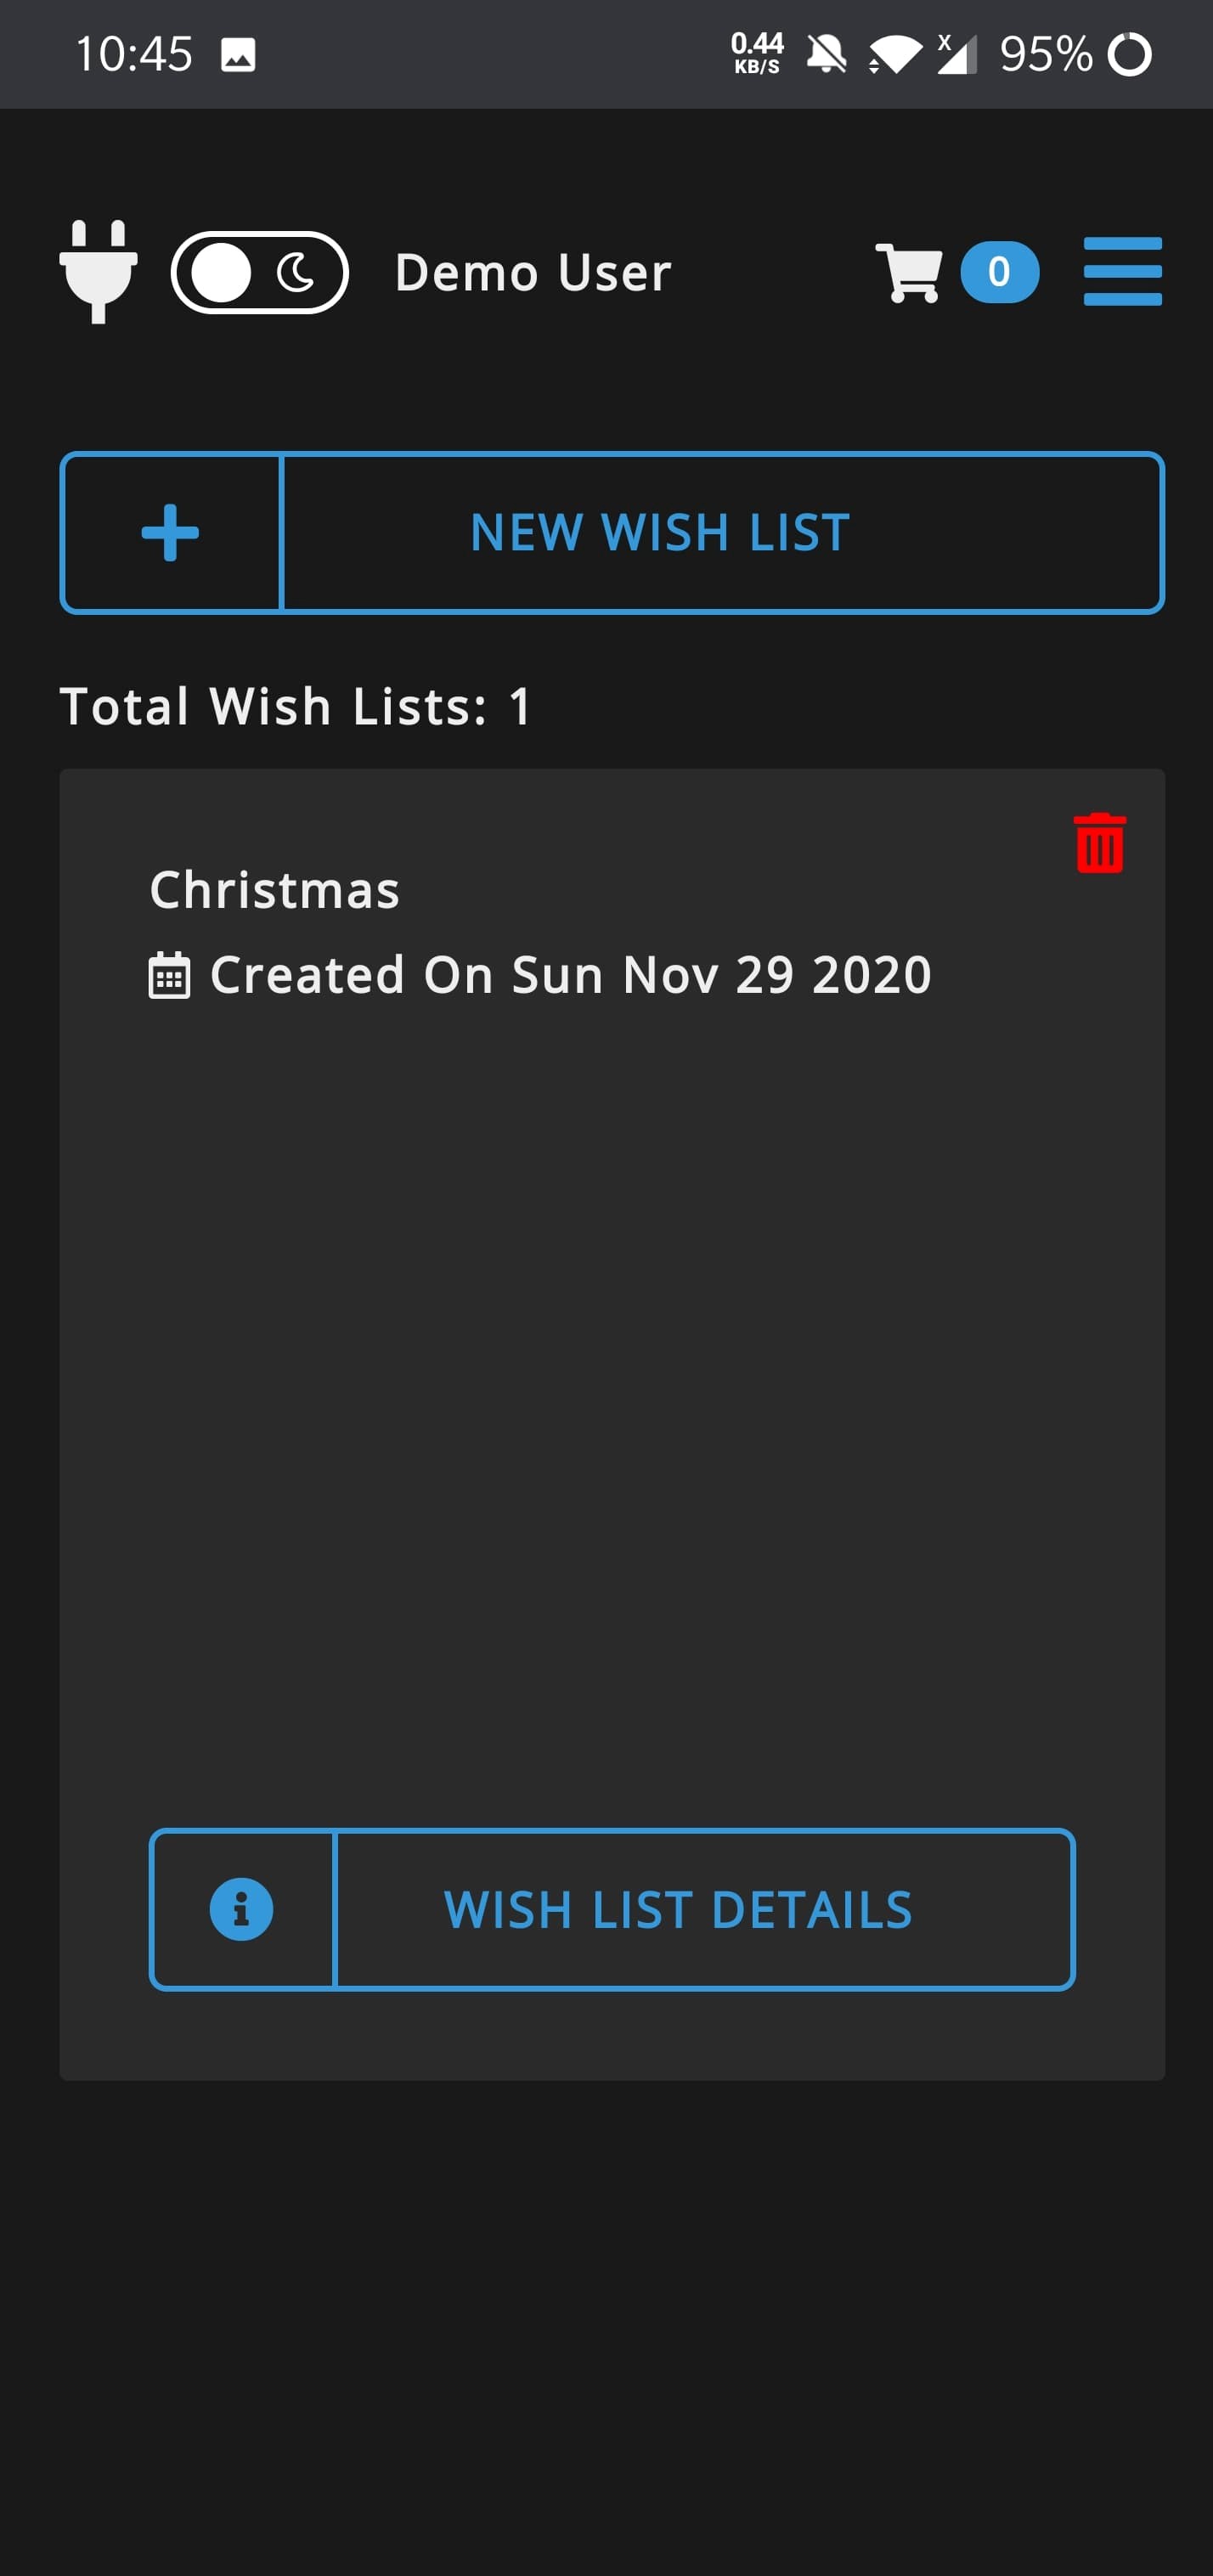 10:45 0.44 KB/S X 95%
Demo User 0
NEW WISH LIST
Total Wish Lists: 1
Christmas
Created On Sun Nov 29 2020
WISH LIST DETAILS